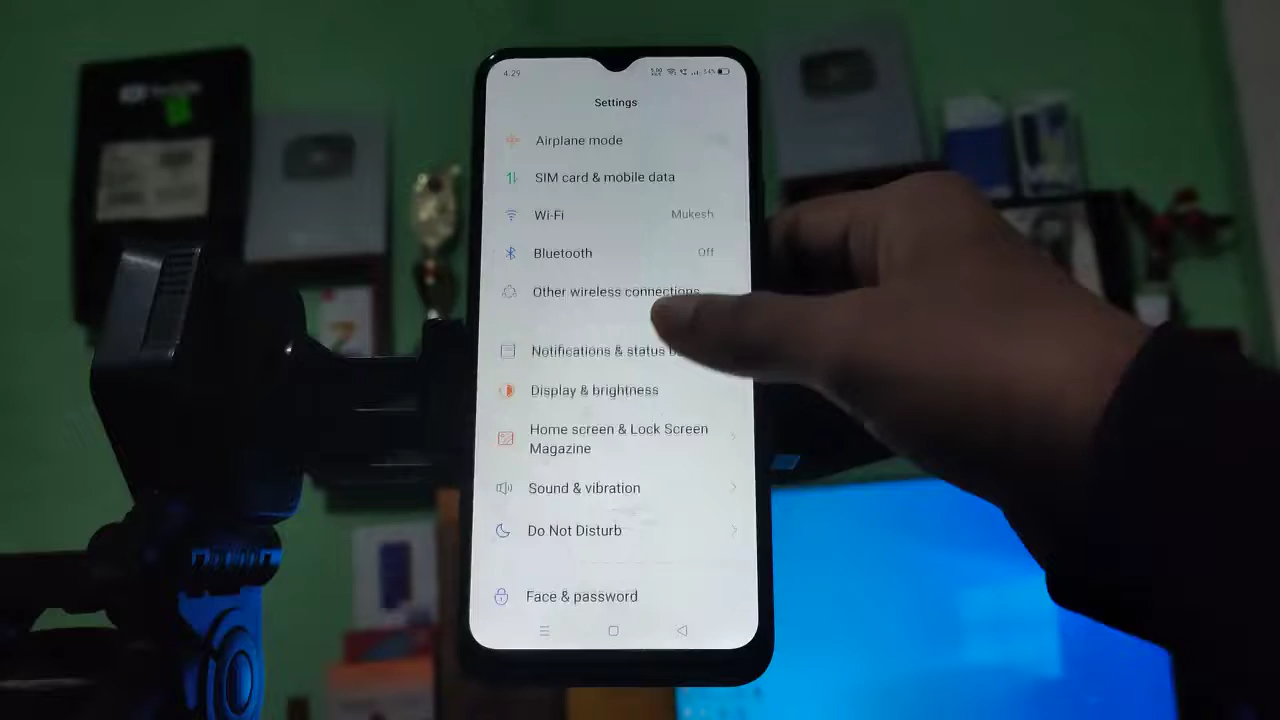 4:29
54%
Settings
Airplane mode
SIM card & mobile data
Wi-Fi
Mukesh
Bluetooth
Off
Other wireless connections
Notifications & status
Display & brightness
Home screen & Lock Screen
Magazine
Sound & vibration
Do Not Disturb
Face & password